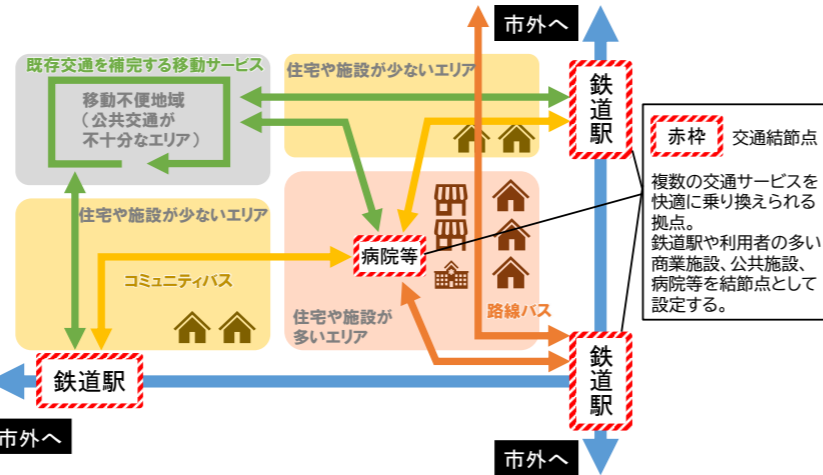 市外へ
既存交通を補完する移動サービス
移動不便地域
（公共交通が
不十分なエリア）
住宅や施設が少ないエリア
鉄道駅
赤枠 交通結節点
複数の交通サービスを
快適に乗り換えられる
拠点。
鉄道駅や利用者の多い
商業施設、公共施設、
病院等を結節点として
設定する。
住宅や施設が少ないエリア
コミュニティバス
病院等
住宅や施設が
多いエリア
路線バス
鉄道駅
鉄道駅
市外へ
市外へ